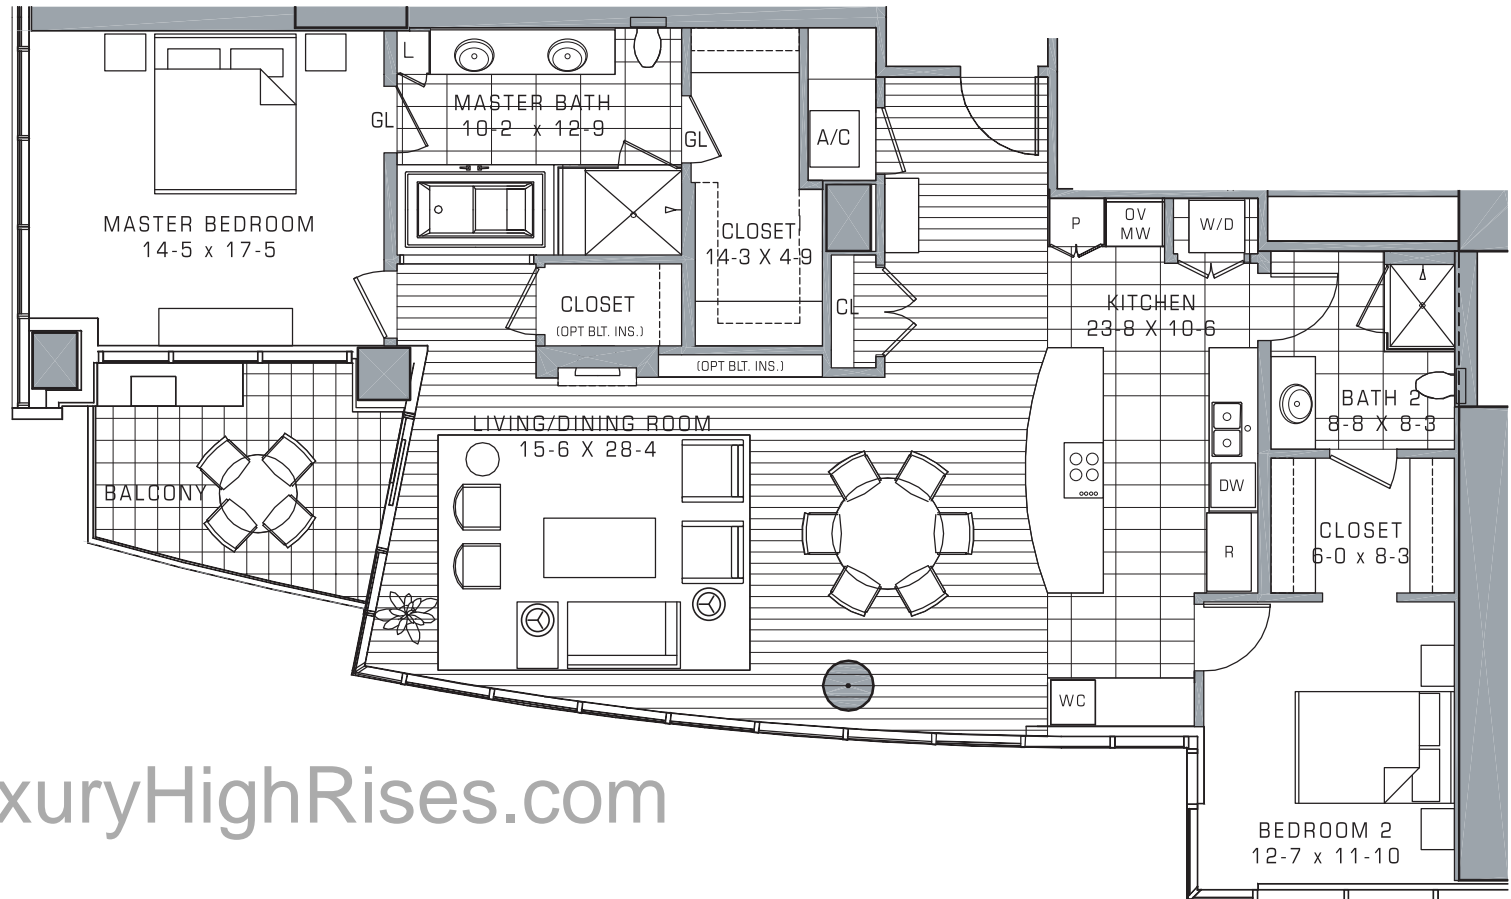 L
MASTER BATH
10-2 x 12-9
GL
GL
A/C
MASTER BEDROOM
14-5 x 17-5
CLOSET
14-3 X 4-9
P
OV
MW
W/D
CLOSET
(OPT BLT. INS.)
CL
KITCHEN
23-8 X 10-6
(OPT BLT. INS.)
BATH 2
8-8 X 8-3
LIVING/DINING ROOM
15-6 X 28-4
BALCONY
DW
CLOSET
6-0 x 8-3
R
WC
xuryHighRises.com
BEDROOM 2
12-7 x 11-10